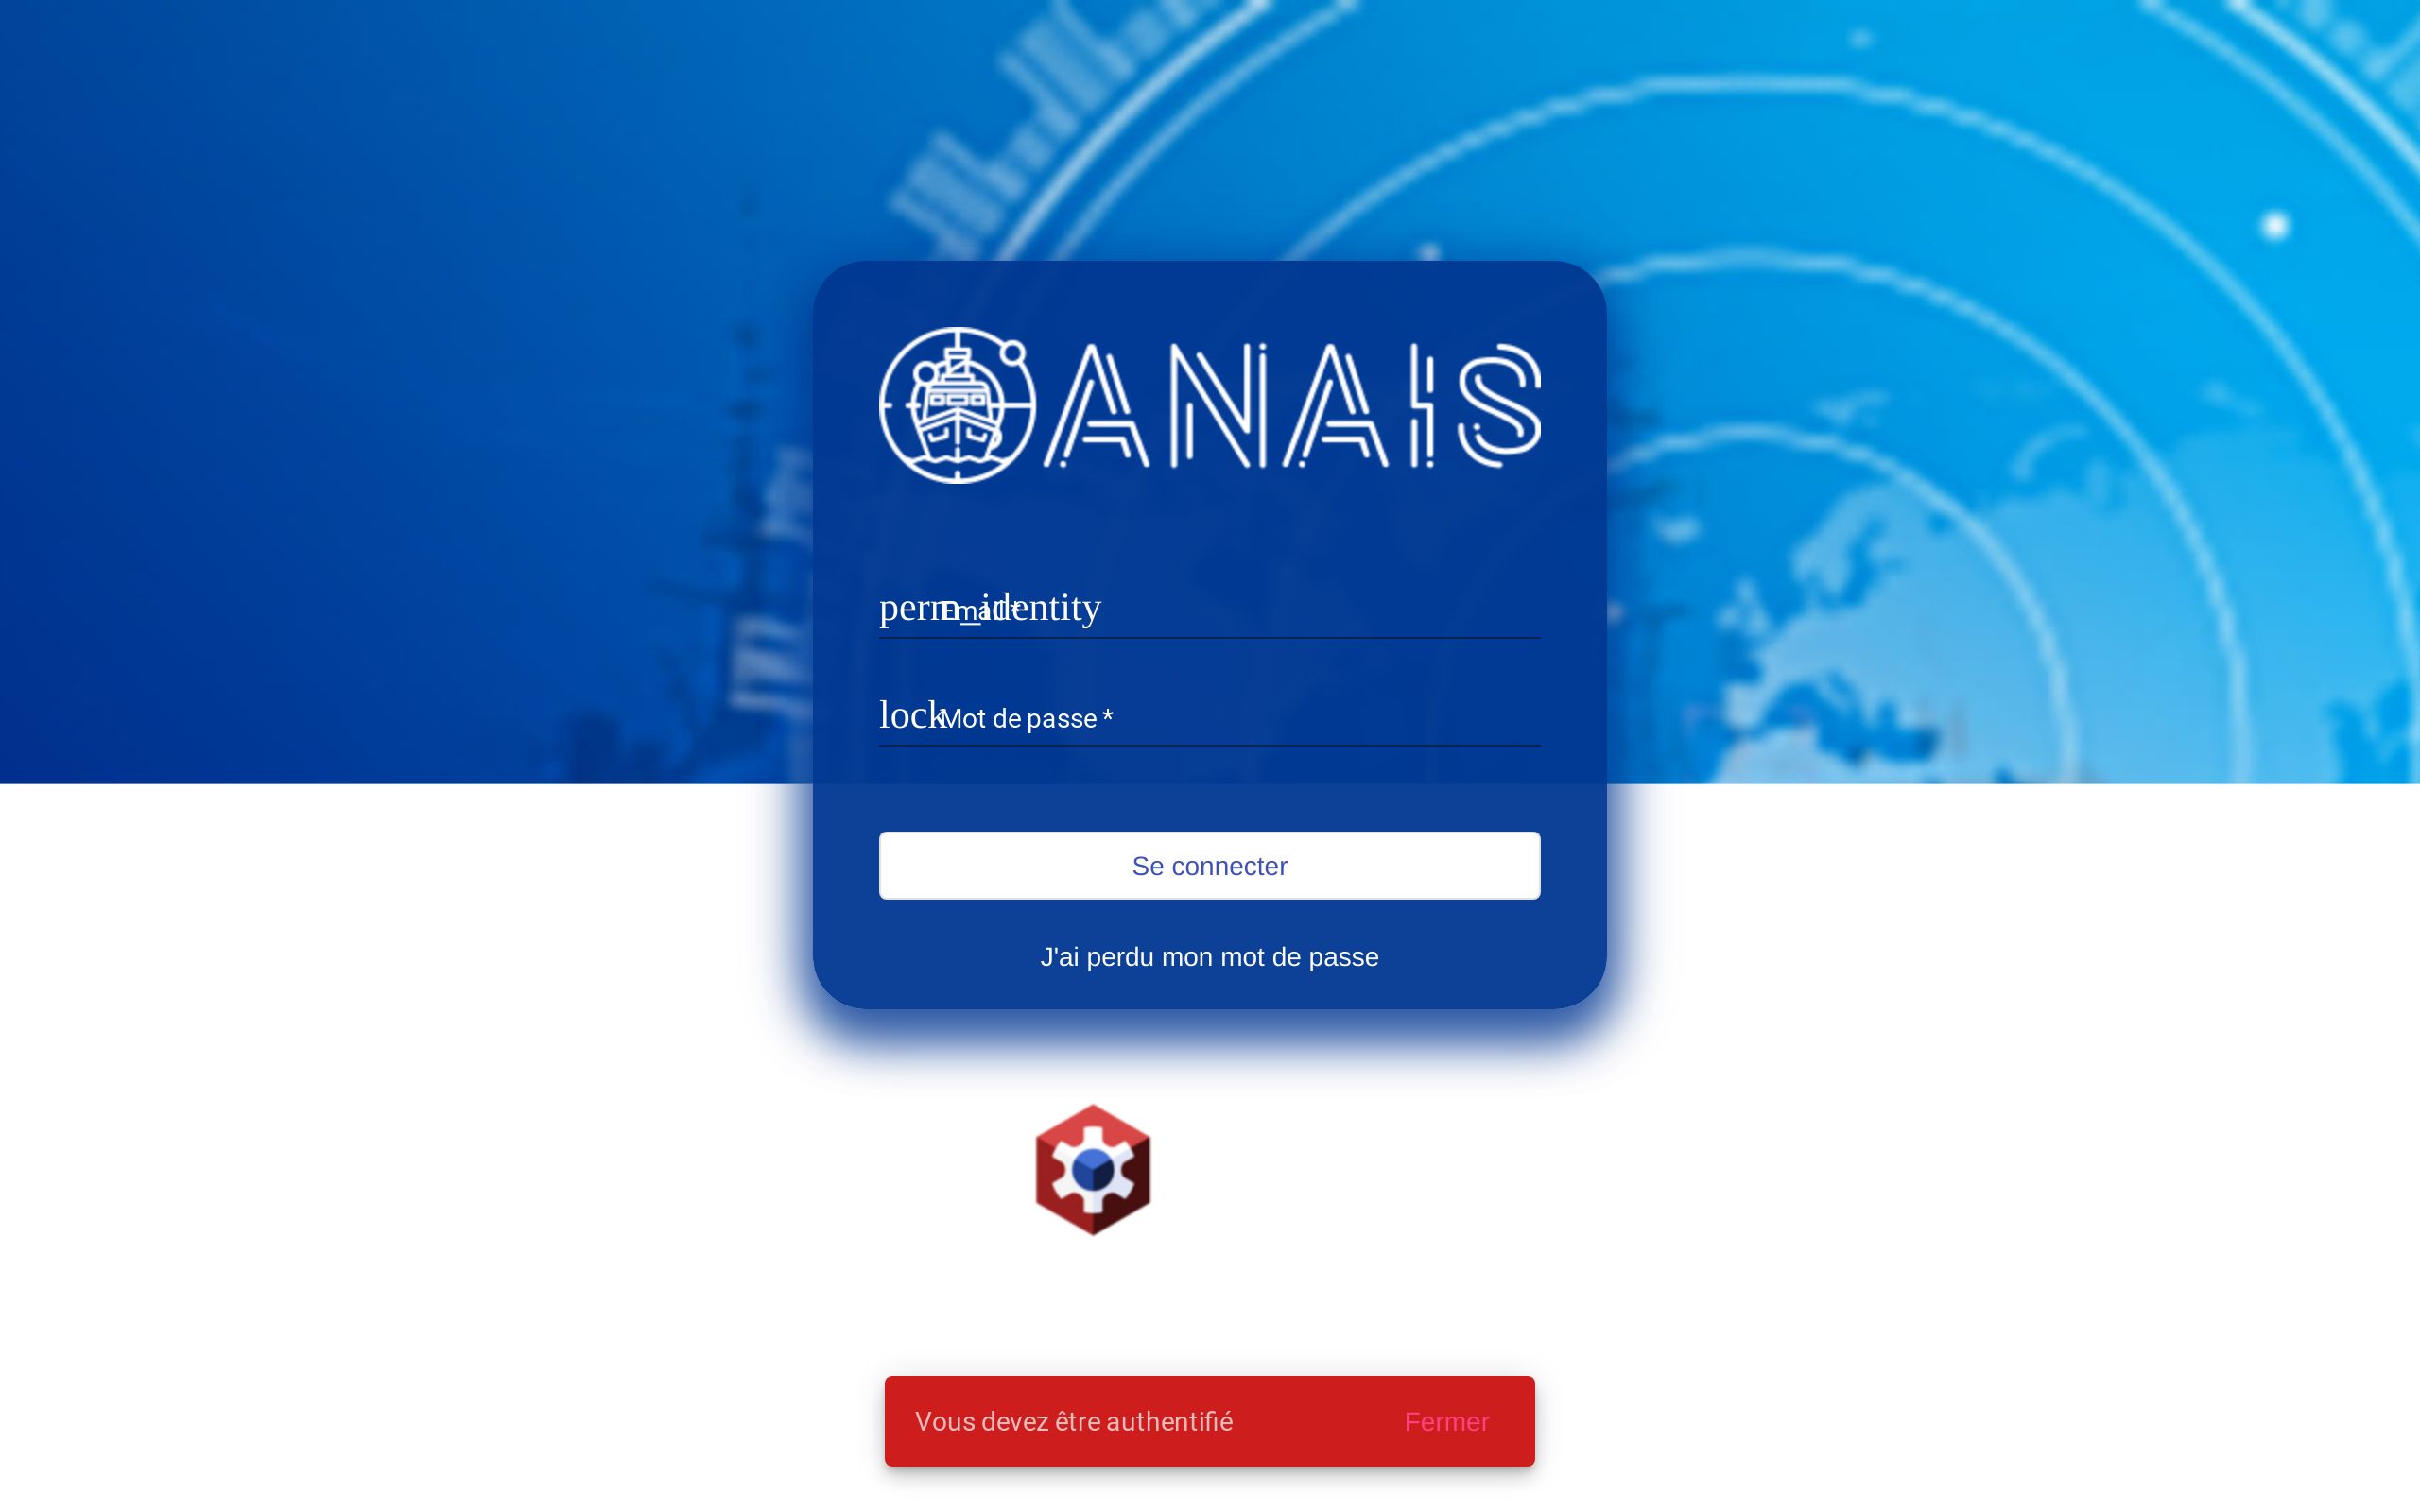 ANAIS
perm_identity
Email *
lock
Mot de passe *
Se connecter
J'ai perdu mon mot de passe
Vous devez être authentifié
Fermer